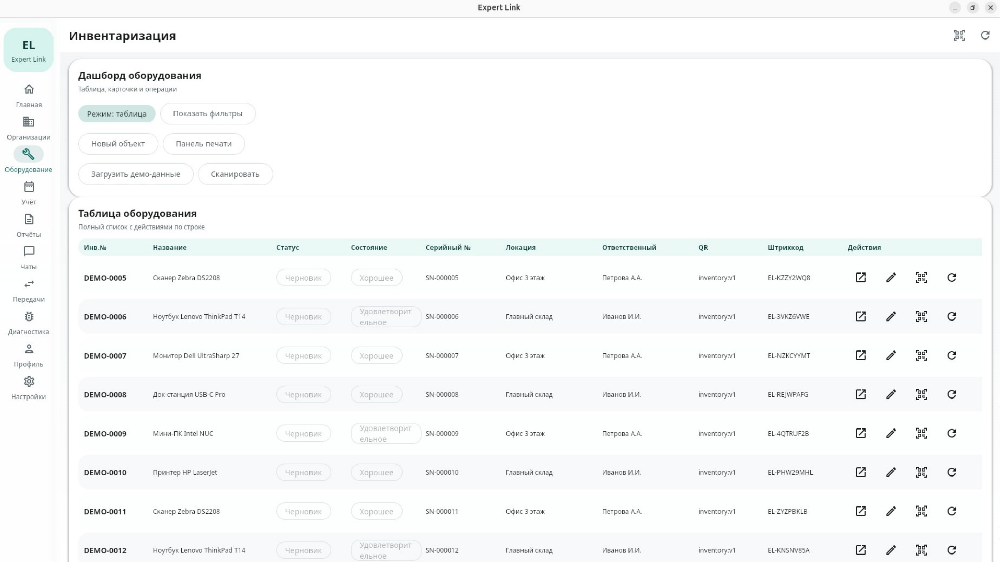 Expert Link
EL
Expert Link
Главная
Организации
Оборудование
Учёт
Отчёты
Чаты
Передачи
Диагностика
Профиль
Настройки
Инвентаризация
Дашборд оборудования
Таблица, карточки и операции
Режим: таблица
Показать фильтры
Новый объект
Панель печати
Загрузить демо-данные
Сканировать
Таблица оборудования
Полный список с действиями по строке
Инв.№ Название Статус Состояние Серийный № Локация Ответственный QR Штрихкод Действия
DEMO-0005 Сканер Zebra DS2208 Черновик Хорошее SN-000005 Офис 3 этаж Петрова А.А. inventory:v1 EL-KZZY2WQ8
DEMO-0006 Ноутбук Lenovo ThinkPad T14 Черновик Удовлетворит
ельное SN-000006 Главный склад Иванов И.И. inventory:v1 EL-3VKZ6VWE
DEMO-0007 Монитор Dell UltraSharp 27 Черновик Хорошее SN-000007 Офис 3 этаж Петрова А.А. inventory:v1 EL-NZKCYYMT
DEMO-0008 Док-станция USB-C Pro Черновик Хорошее SN-000008 Главный склад Иванов И.И. inventory:v1 EL-REJWPAFG
DEMO-0009 Мини-ПК Intel NUC Черновик Удовлетворит
ельное SN-000009 Офис 3 этаж Петрова А.А. inventory:v1 EL-4QTRUF2B
DEMO-0010 Принтер HP LaserJet Черновик Хорошее SN-000010 Главный склад Иванов И.И. inventory:v1 EL-PHW29MHL
DEMO-0011 Сканер Zebra DS2208 Черновик Хорошее SN-000011 Офис 3 этаж Петрова А.А. inventory:v1 EL-ZYZPBKLB
DEMO-0012 Ноутбук Lenovo ThinkPad T14 Черновик Удовлетворит
ельное SN-000012 Главный склад Иванов И.И. inventory:v1 EL-KNSNV85A